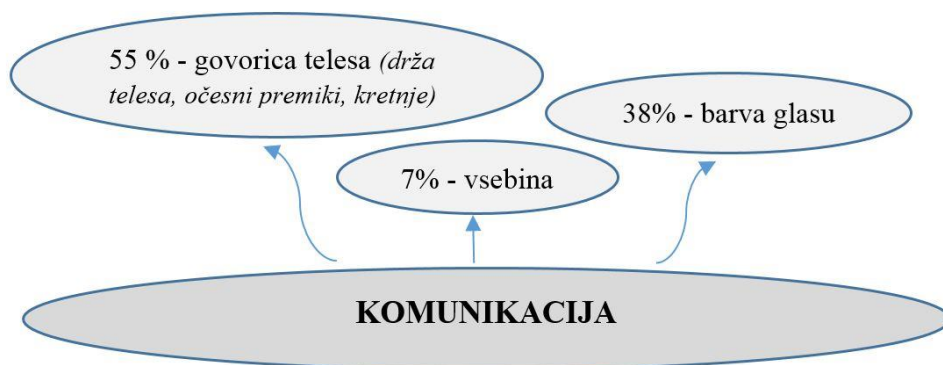 55 % - govorica telesa (drža
telesa, očesni premiki, kretnje)
38% - barva glasu
7% - vsebina
KOMUNIKACIJA